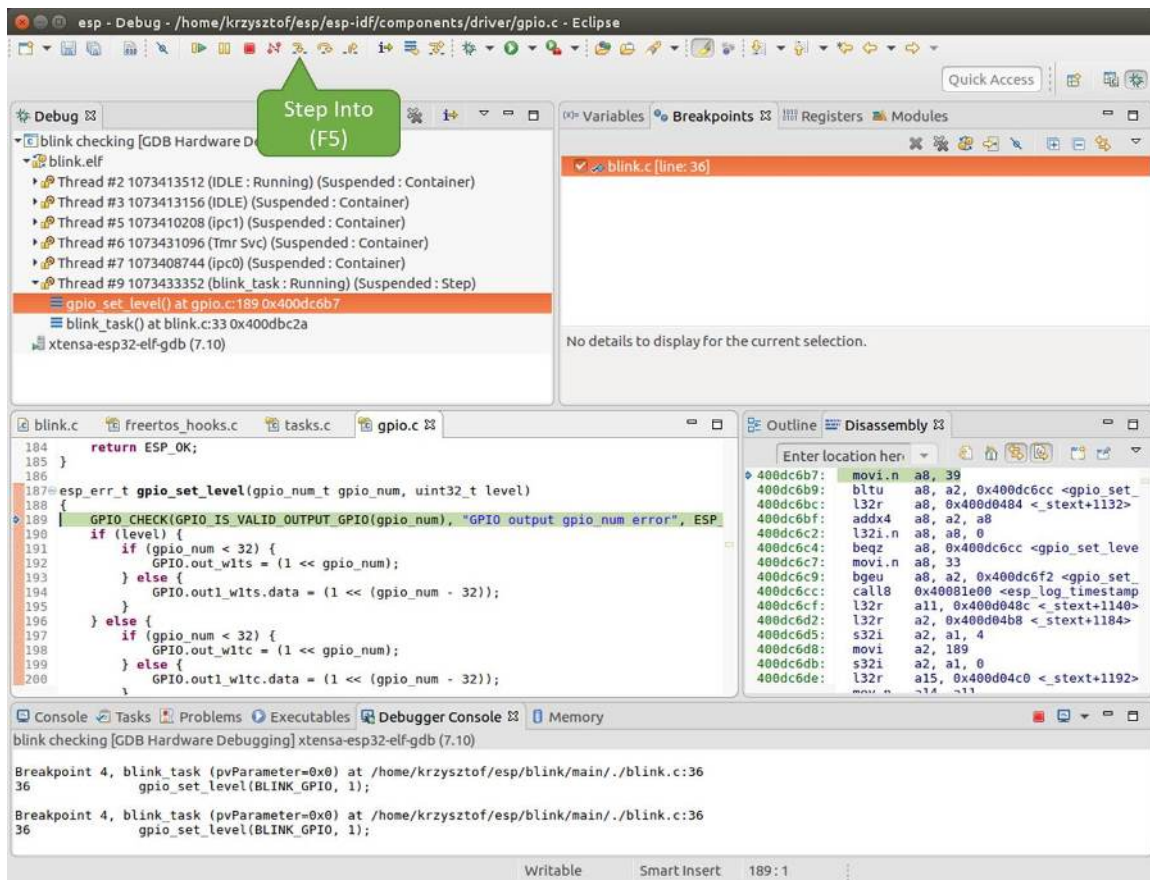 esp - Debug - /home/krzysztof/esp/esp-idf/components/driver/gpio.c - Eclipse
Quick Access
Step Into
(F5)
Debug
blink checking [GDB Hardware D
blink.elf
Thread #2 1073413512 (IDLE : Running) (Suspended : Container)
Thread #3 1073413156 (IDLE) (Suspended : Container)
Thread #5 1073410208 (ipc1) (Suspended : Container)
Thread #6 1073431096 (Tmr Svc) (Suspended : Container)
Thread #7 1073408744 (ipc0) (Suspended : Container)
Thread #9 1073433352 (blink_task : Running) (Suspended : Step)
gpio_set_level() at gpio.c:189 0x400dc6b7
blink_task() at blink.c:33 0x400dbc2a
xtensa-esp32-elf-gdb (7.10)
(x)= Variables Breakpoints Registers Modules
blink.c [line: 36]
No details to display for the current selection.
blink.c freertos_hooks.c tasks.c gpio.c
184 return ESP_OK;
185 }
186
187 esp_err_t gpio_set_level(gpio_num_t gpio_num, uint32_t level)
188 {
189 GPIO_CHECK(GPIO_IS_VALID_OUTPUT_GPIO(gpio_num), "GPIO output gpio_num error", ESP_
190 if (level) {
191 if (gpio_num < 32) {
192 GPIO.out_w1ts = (1 << gpio_num);
193 } else {
194 GPIO.out1_w1ts.data = (1 << (gpio_num - 32));
195 }
196 } else {
197 if (gpio_num < 32) {
198 GPIO.out_w1tc = (1 << gpio_num);
199 } else {
200 GPIO.out1_w1tc.data = (1 << (gpio_num - 32));
}
Outline Disassembly
Enter location her
400dc6b7: movi.n a8, 39
400dc6b9: bltu a8, a2, 0x400dc6cc <gpio_set_
400dc6bc: l32r a8, 0x400d0484 <_stext+1132>
400dc6bf: addx4 a8, a2, a8
400dc6c2: l32i.n a8, a8, 0
400dc6c4: beqz a8, 0x400dc6cc <gpio_set_leve
400dc6c7: movi.n a8, 33
400dc6c9: bgeu a8, a2, 0x400dc6f2 <gpio_set_
400dc6cc: call8 0x40081e00 <esp_log_timestamp
400dc6cf: l32r a11, 0x400d048c <_stext+1140>
400dc6d2: l32r a2, 0x400d04b8 <_stext+1184>
400dc6d5: s32i a2, a1, 4
400dc6d8: movi a2, 189
400dc6db: s32i a2, a1, 0
400dc6de: l32r a15, 0x400d04c0 <_stext+1192>
mov.n a14, a11
Console Tasks Problems Executables Debugger Console Memory
blink checking [GDB Hardware Debugging] xtensa-esp32-elf-gdb (7.10)
Breakpoint 4, blink_task (pvParameter=0x0) at /home/krzysztof/esp/blink/main/./blink.c:36
36 gpio_set_level(BLINK_GPIO, 1);
Breakpoint 4, blink_task (pvParameter=0x0) at /home/krzysztof/esp/blink/main/./blink.c:36
36 gpio_set_level(BLINK_GPIO, 1);
Writable Smart Insert 189 : 1